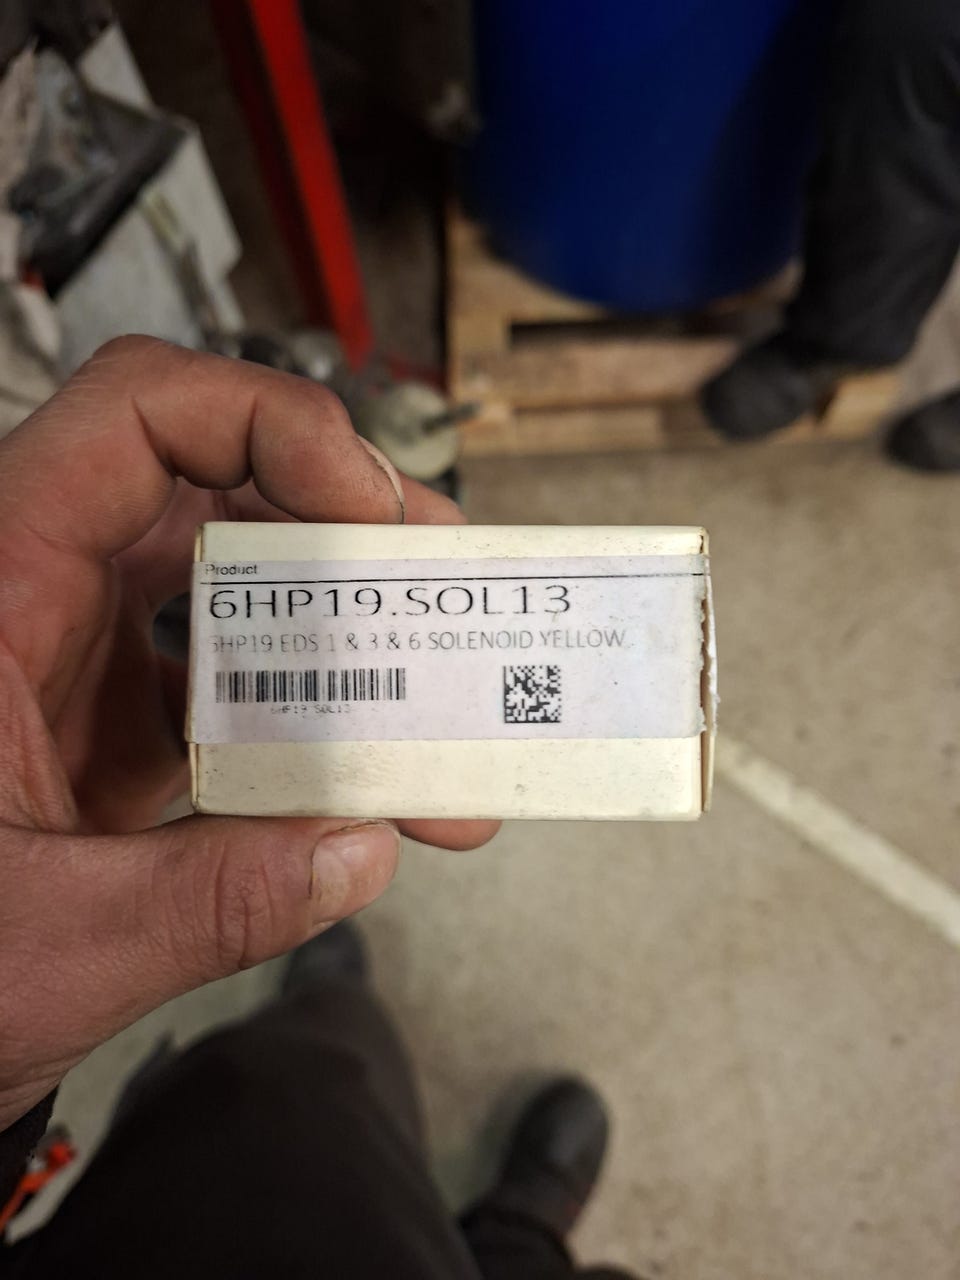 Product
6HP19.SOL13
6HP19 EDS 1 & 3 & 6 SOLENOID YELLOW
6HP19.SOL13